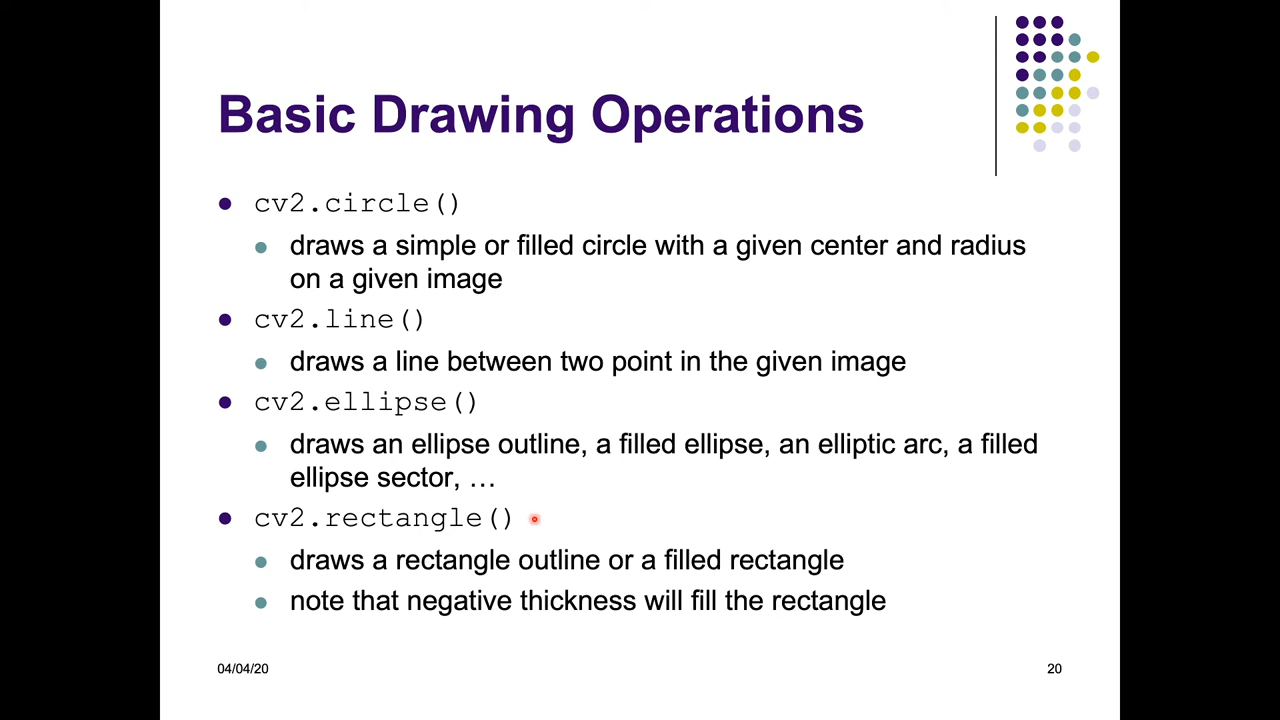 Basic Drawing Operations
cv2.circle()
draws a simple or filled circle with a given center and radius
on a given image
cv2.line()
draws a line between two point in the given image
cv2.ellipse()
draws an ellipse outline, a filled ellipse, an elliptic arc, a filled
ellipse sector, …
cv2.rectangle()
draws a rectangle outline or a filled rectangle
note that negative thickness will fill the rectangle
04/04/20
20